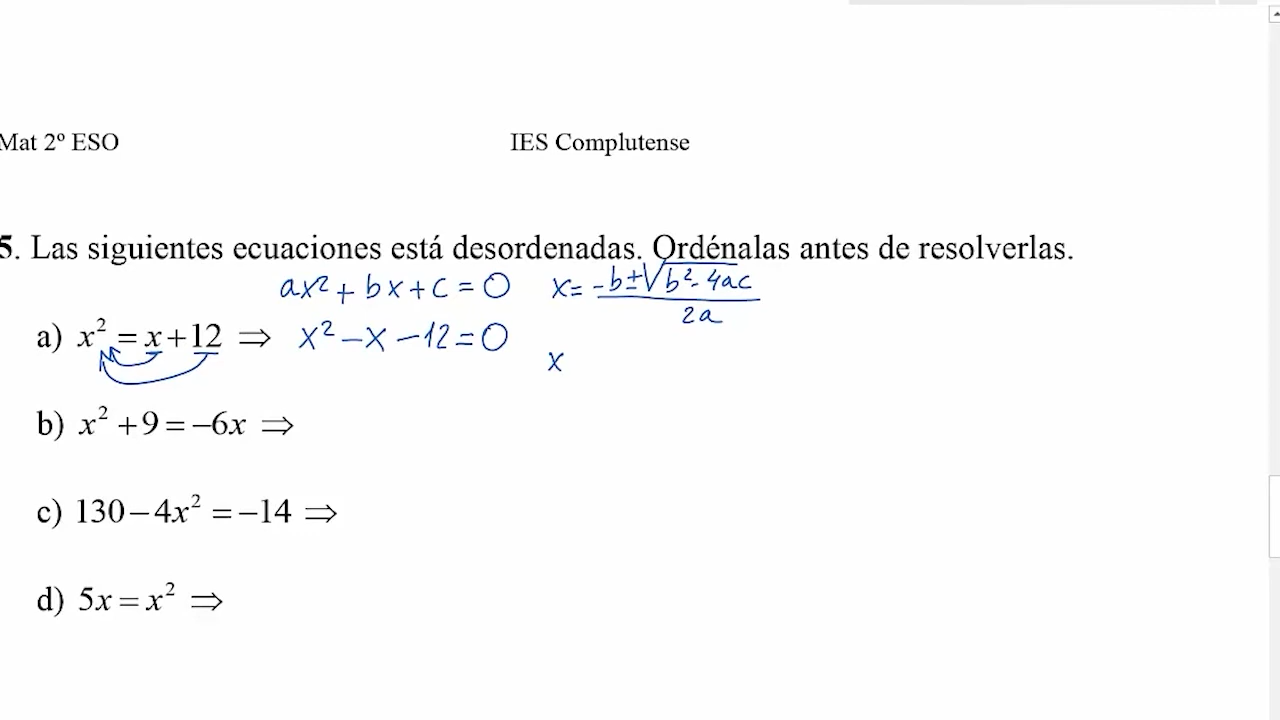 Mat 2º ESO IES Complutense
5. Las siguientes ecuaciones está desordenadas. Ordénalas antes de resolverlas.
ax² + bx + c = 0 x = -b ± √(b² - 4ac) / 2a
a) x² = x + 12 ⇒ x² - x - 12 = 0
x
b) x² + 9 = -6x ⇒
c) 130 - 4x² = -14 ⇒
d) 5x = x² ⇒